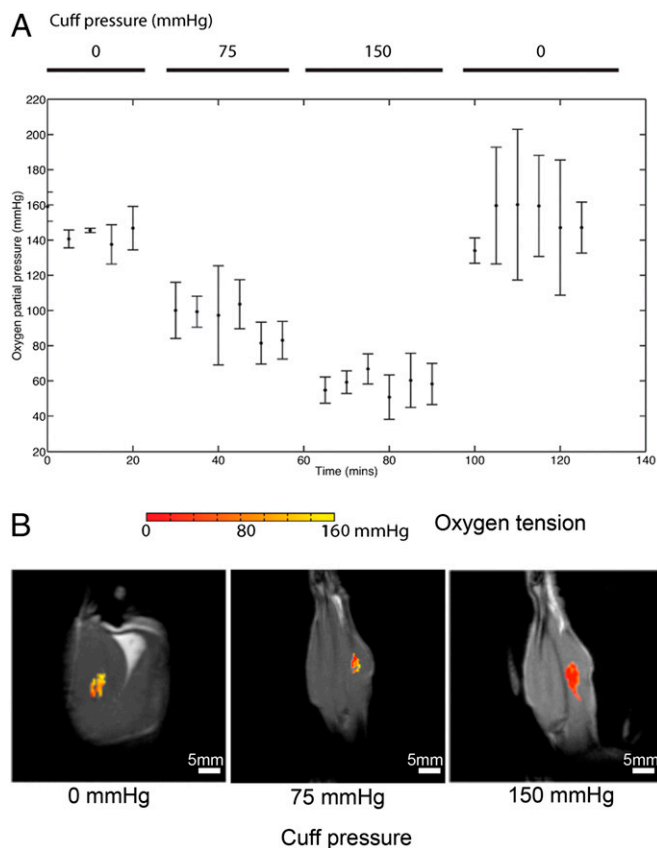 A
Cuff pressure (mmHg)
0 75 150 0
220
200
180
160
140
120
100
80
60
40
20
Oxygen partial pressure (mmHg)
0 20 40 60 80 100 120 140
Time (mins)
B
0 80 160 mmHg
Oxygen tension
5mm 5mm 5mm
0 mmHg 75 mmHg 150 mmHg
Cuff pressure